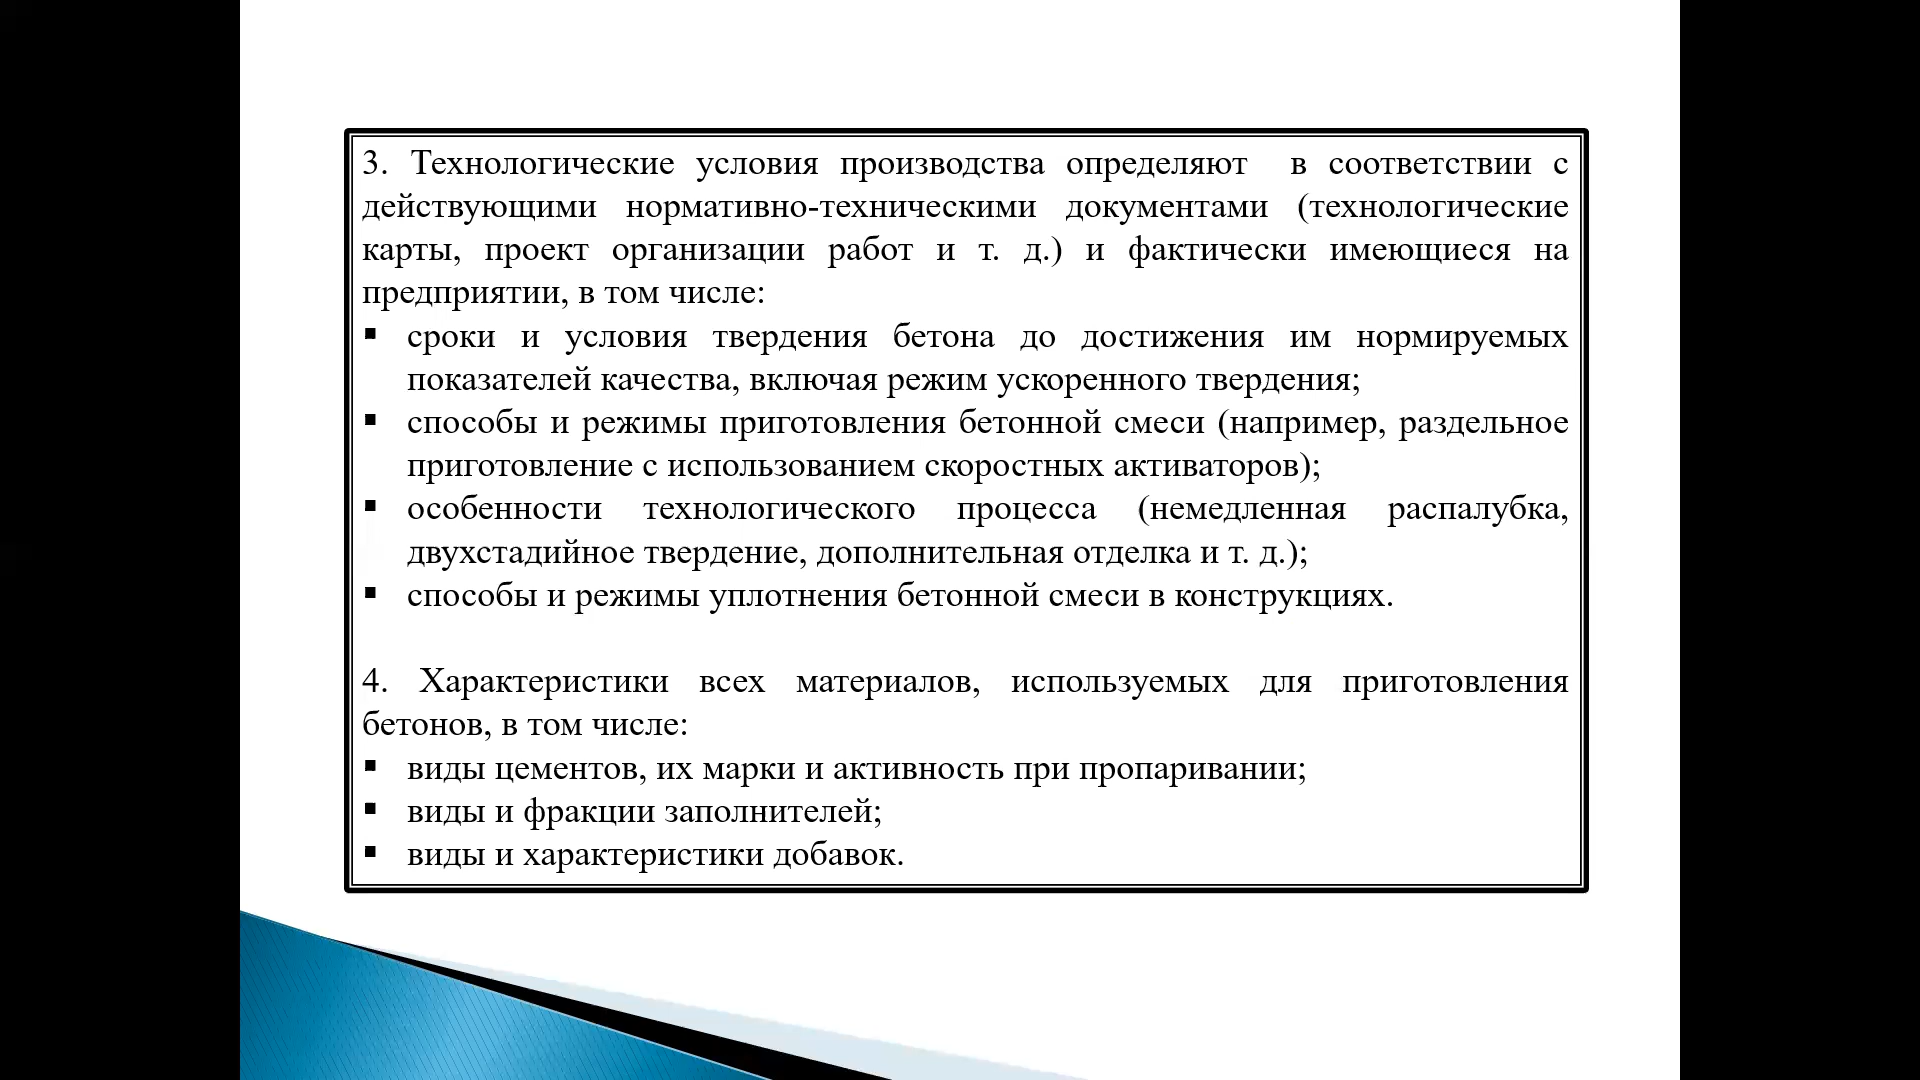 3. Технологические условия производства определяют в соответствии с
действующими нормативно-техническими документами (технологические
карты, проект организации работ и т. д.) и фактически имеющиеся на
предприятии, в том числе:
▪ сроки и условия твердения бетона до достижения им нормируемых
показателей качества, включая режим ускоренного твердения;
▪ способы и режимы приготовления бетонной смеси (например, раздельное
приготовление с использованием скоростных активаторов);
▪ особенности технологического процесса (немедленная распалубка,
двухстадийное твердение, дополнительная отделка и т. д.);
▪ способы и режимы уплотнения бетонной смеси в конструкциях.
4. Характеристики всех материалов, используемых для приготовления
бетонов, в том числе:
▪ виды цементов, их марки и активность при пропаривании;
▪ виды и фракции заполнителей;
▪ виды и характеристики добавок.